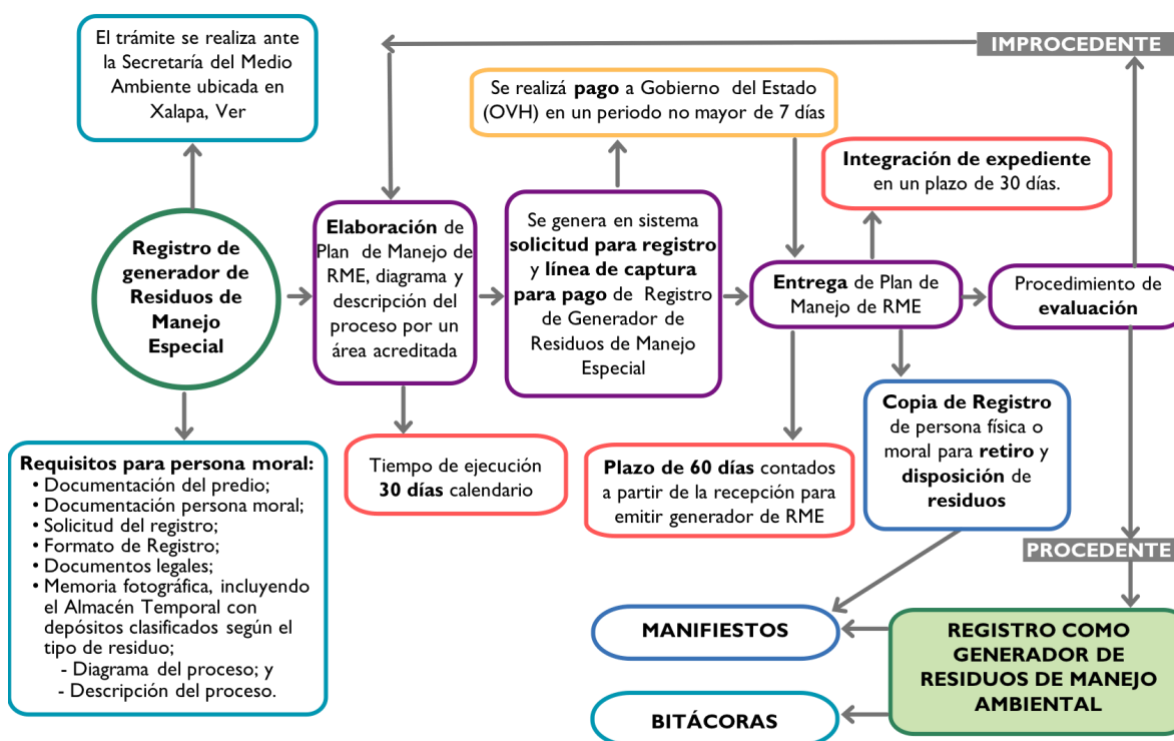 El trámite se realiza ante
la Secretaría del Medio
Ambiente ubicada en
Xalapa, Ver
IMPROCEDENTE
Se realizá pago a Gobierno del Estado
(OVH) en un periodo no mayor de 7 días
Integración de expediente
en un plazo de 30 días.
Registro de
generador de
Residuos de
Manejo
Especial
Elaboración de
Plan de Manejo de
RME, diagrama y
descripción del
proceso por un
área acreditada
Se genera en sistema
solicitud para registro
y línea de captura
para pago de Registro
de Generador de
Residuos de Manejo
Especial
Entrega de Plan de
Manejo de RME
Procedimiento de
evaluación
Requisitos para persona moral:
• Documentación del predio;
• Documentación persona moral;
• Solicitud del registro;
• Formato de Registro;
• Documentos legales;
• Memoria fotográfica, incluyendo
el Almacén Temporal con
depósitos clasificados según el
tipo de residuo;
- Diagrama del proceso; y
- Descripción del proceso.
Tiempo de ejecución
30 días calendario
Plazo de 60 días contados
a partir de la recepción para
emitir generador de RME
Copia de Registro
de persona física o
moral para retiro y
disposición de
residuos
PROCEDENTE
MANIFIESTOS
REGISTRO COMO
GENERADOR DE
RESIDUOS DE MANEJO
AMBIENTAL
BITÁCORAS